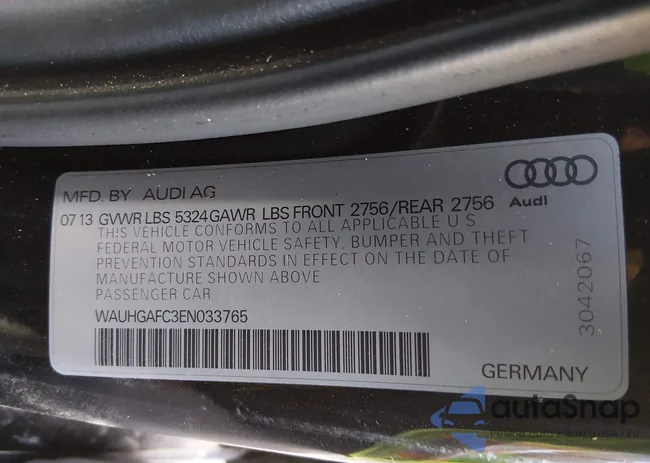 MFD. BY AUDI AG
Audi
07 13 GVWR LBS 5324 GAWR LBS FRONT 2756/REAR 2756
THIS VEHICLE CONFORMS TO ALL APPLICABLE U S
FEDERAL MOTOR VEHICLE SAFETY, BUMPER AND THEFT
PREVENTION STANDARDS IN EFFECT ON THE DATE OF
MANUFACTURE SHOWN ABOVE
PASSENGER CAR
WAUHGAFC3EN033765
3042067
GERMANY
autoSnap